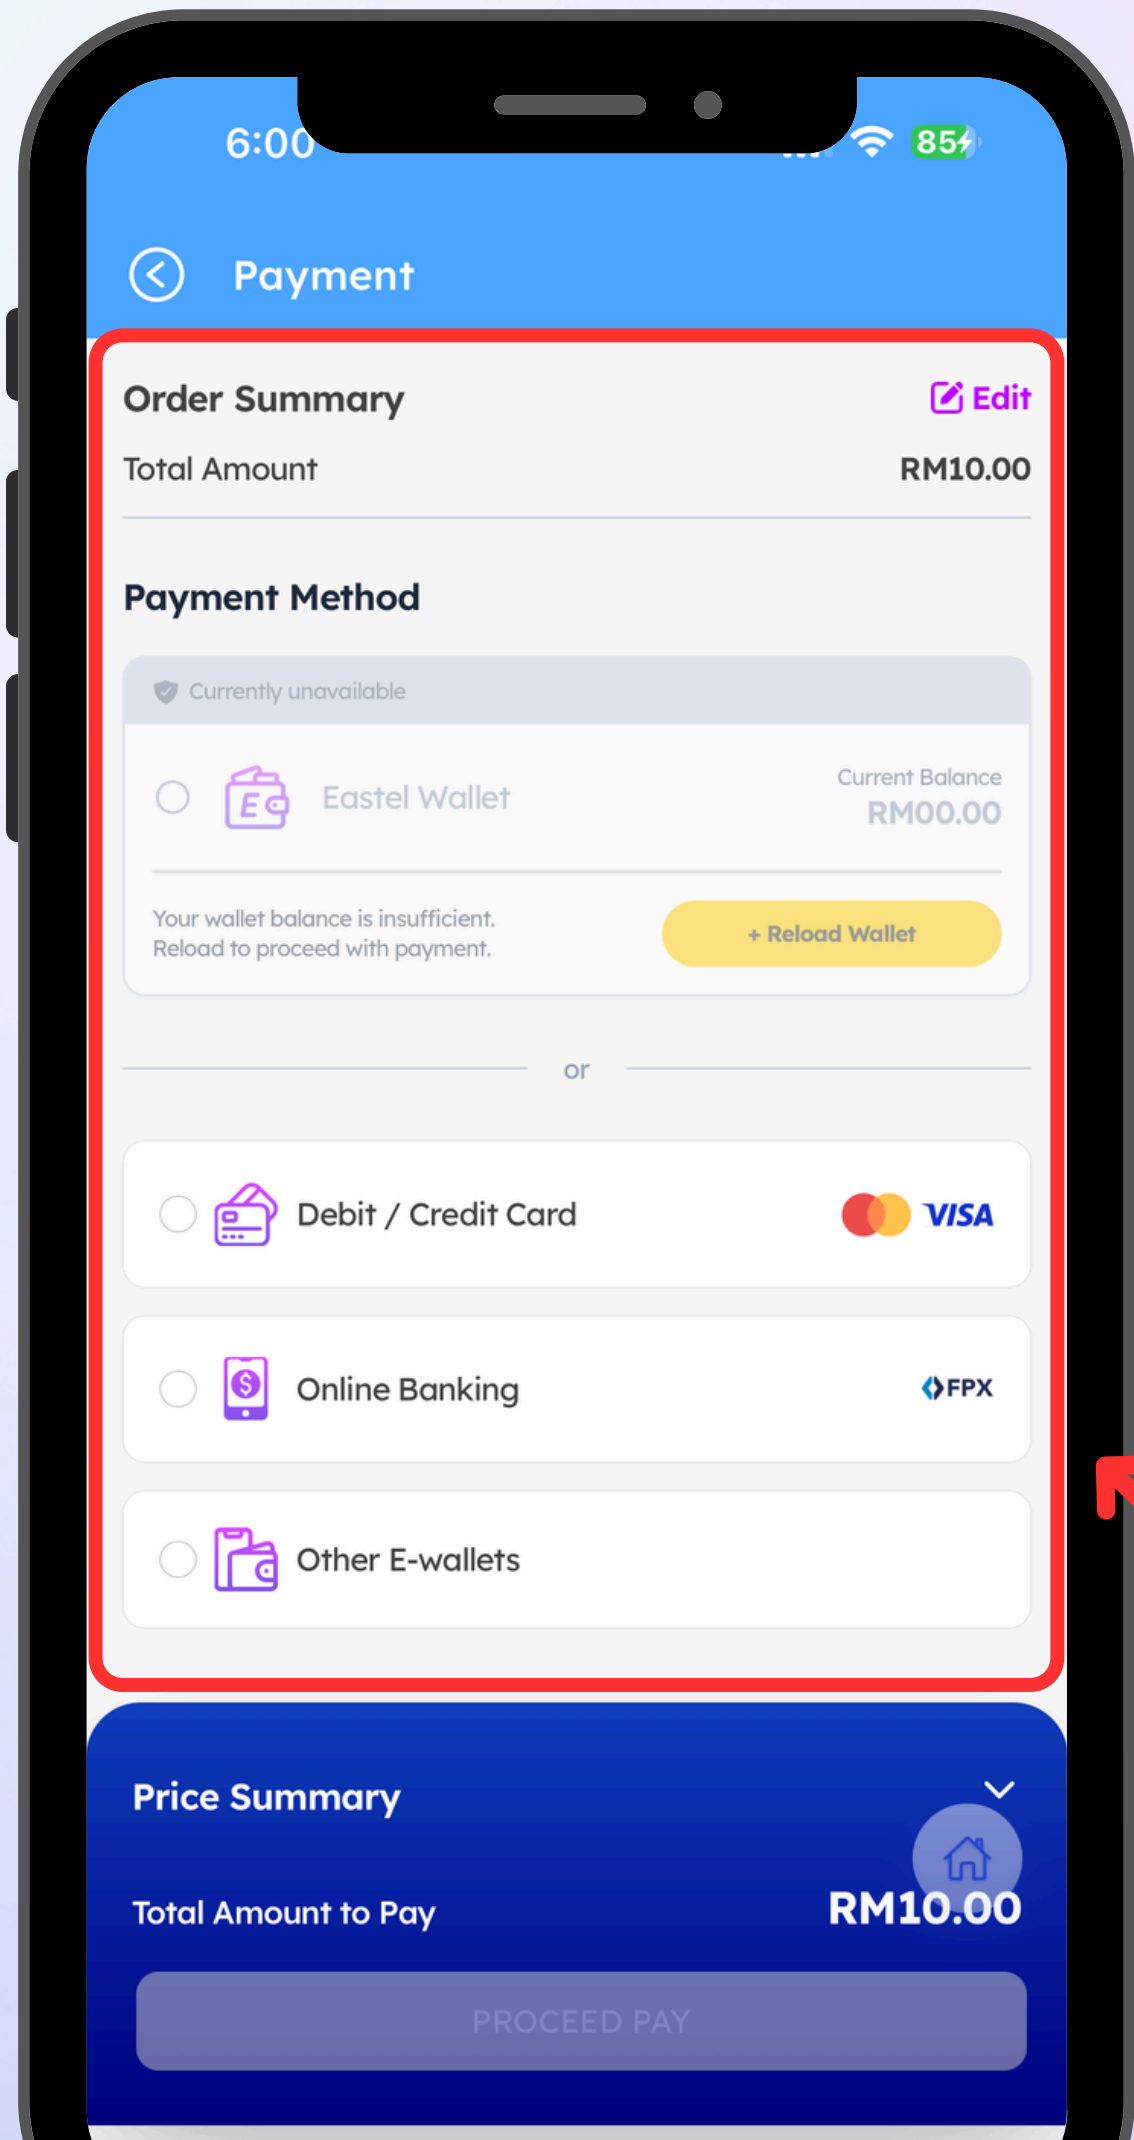 6:00
85
Payment
Order Summary
Edit
Total Amount
RM10.00
Payment Method
Currently unavailable
E
Eastel Wallet
Current Balance
RM00.00
Your wallet balance is insufficient.
Reload to proceed with payment.
+ Reload Wallet
or
Debit / Credit Card
VISA
$
Online Banking
FPX
Other E-wallets
Price Summary
Total Amount to Pay
RM10.00
PROCEED PAY